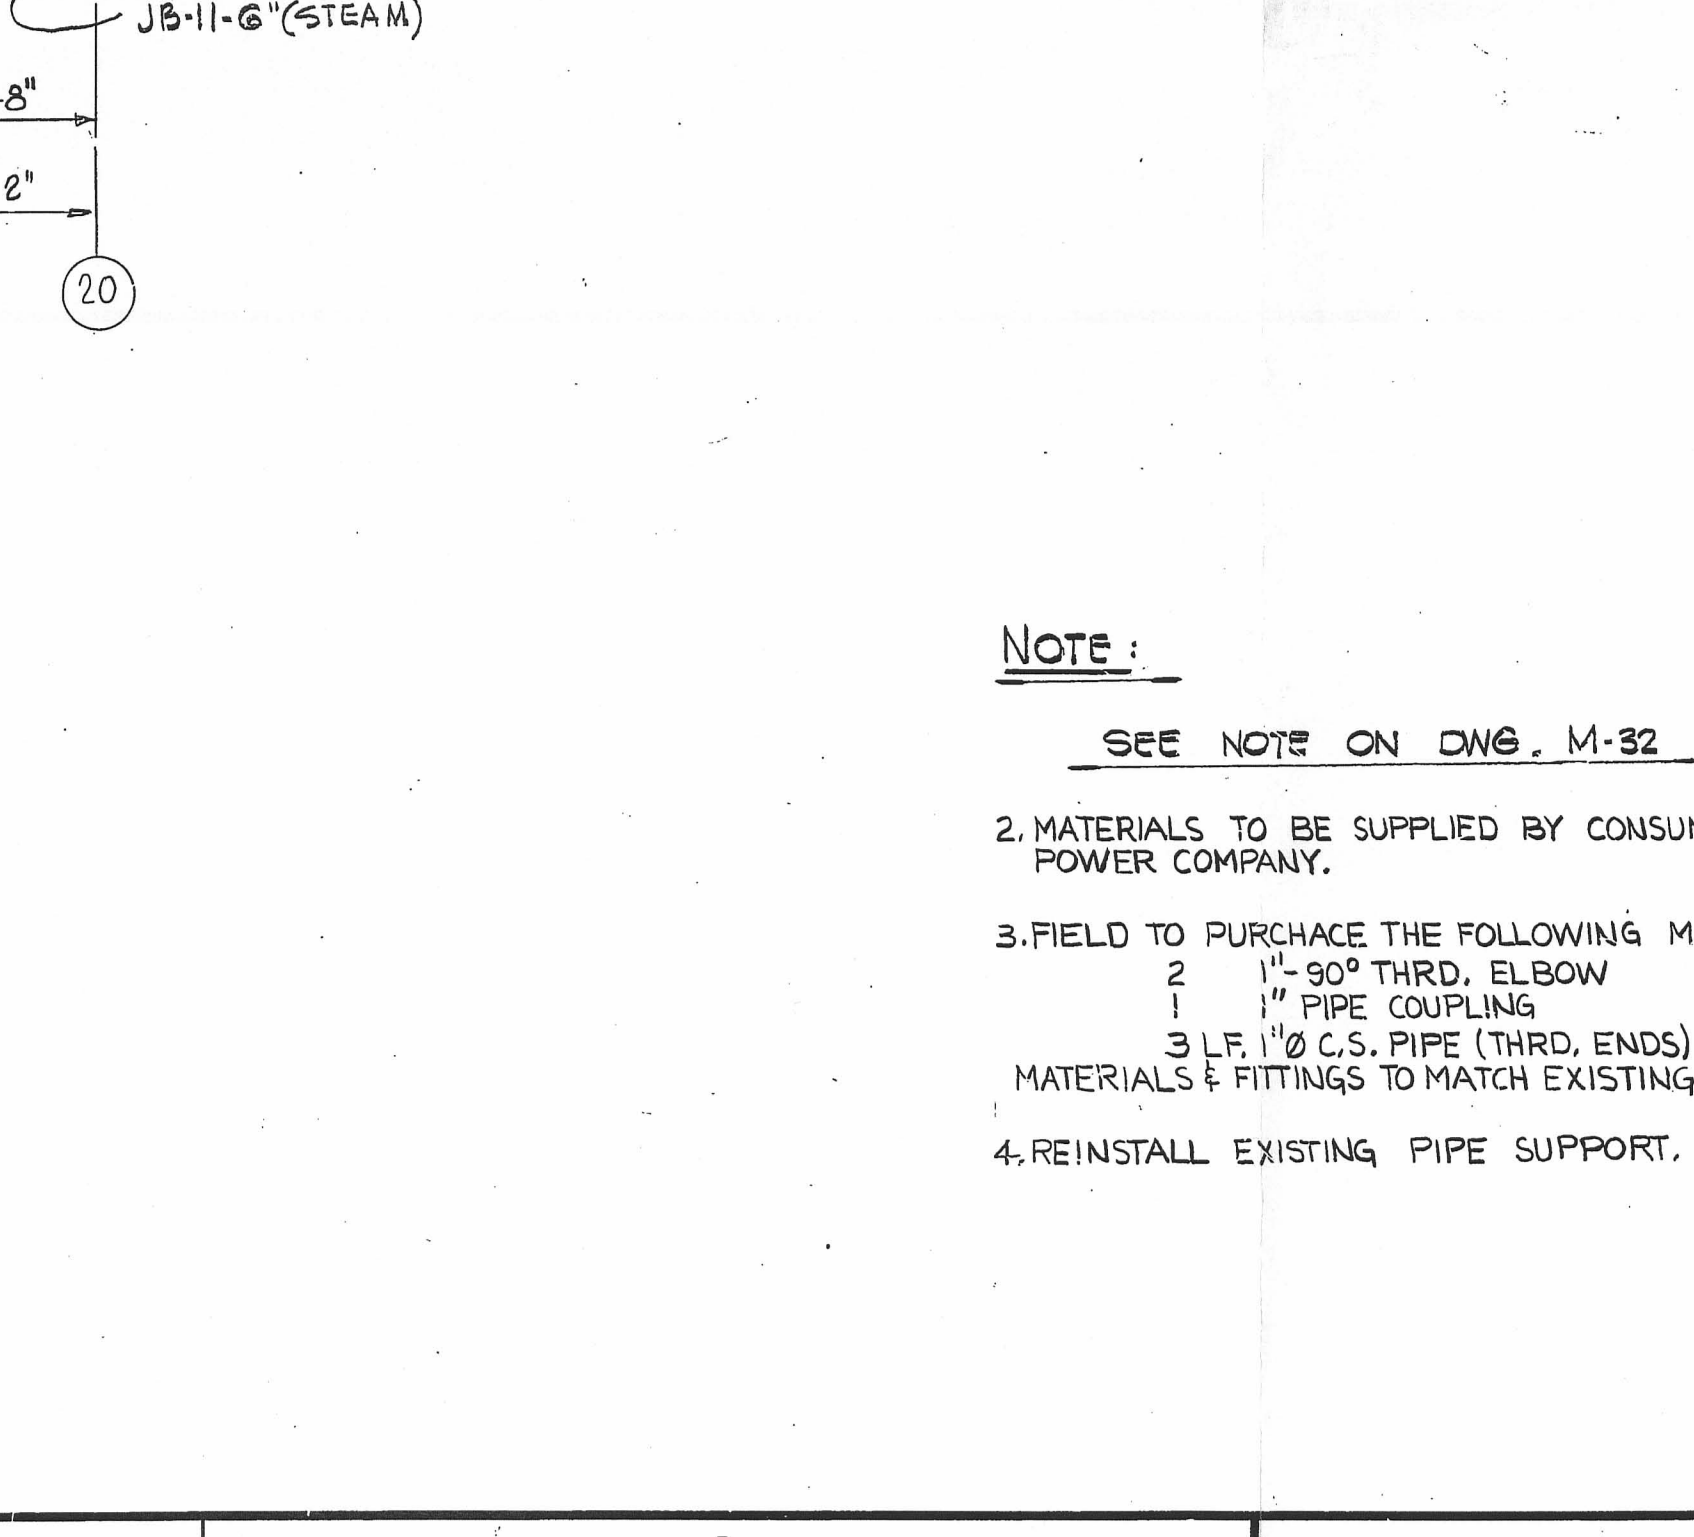 JB-11-6"(STEAM)
8"
2"
20
NOTE :
SEE NOTE ON DWG. M-32
2. MATERIALS TO BE SUPPLIED BY
POWER COMPANY.
3. FIELD TO PURCHACE THE FOLLOWING
2 1"-90° THRD. ELBOW
1 1" PIPE COUPLING
3 LF. 1"Ø C.S. PIPE (THRD. ENDS)
MATERIALS & FITTINGS TO MATCH EXISTING
4. REINSTALL EXISTING PIPE SUPPORT.